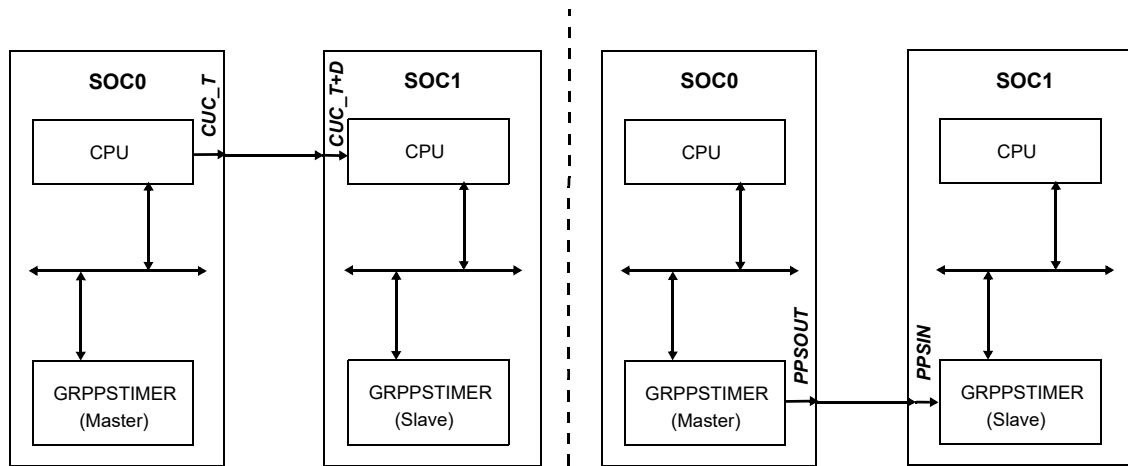 SOC0
CUC_T
CPU
GRPPSTIMER
(Master)
SOC1
CUC_T+D
CPU
GRPPSTIMER
(Slave)
SOC0
CPU
GRPPSTIMER
(Master)
PPSOUT
SOC1
CPU
PPSIN
GRPPSTIMER
(Slave)